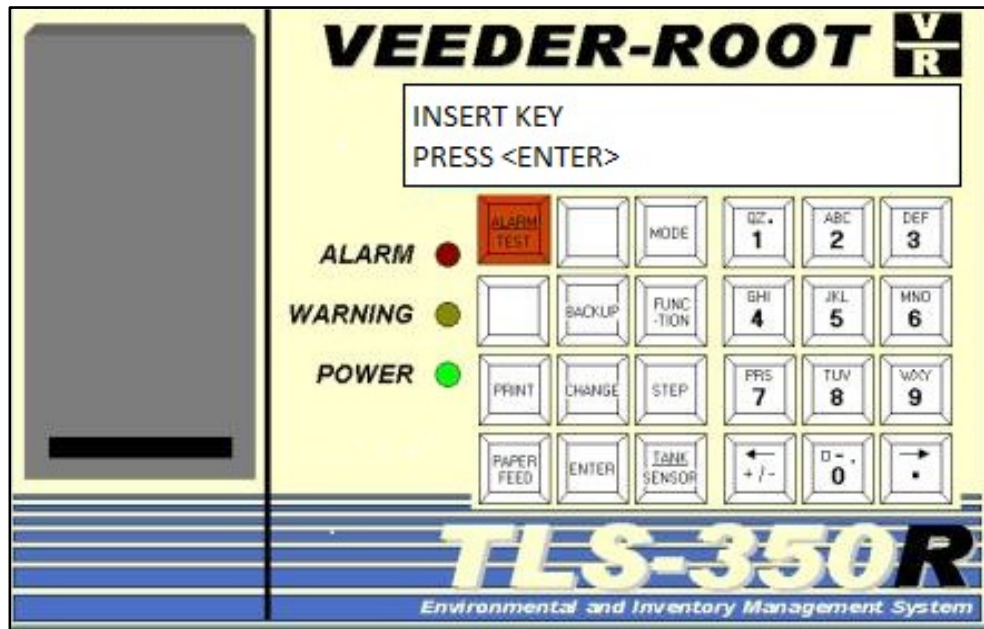 VEEDER-ROOT
V
R
INSERT KEY
PRESS <ENTER>
ALARM
TEST
MODE
QZ.
1
ABC
2
DEF
3
ALARM
BACKUP
FUNC
-TION
GHI
4
JKL
5
MNO
6
WARNING
PRINT
CHANGE
STEP
PRS
7
TUV
8
WXY
9
POWER
PAPER
FEED
ENTER
TANK
SENSOR
←
+/-
□-,
0
→
.
TLS-350R
Environmental and Inventory Management System